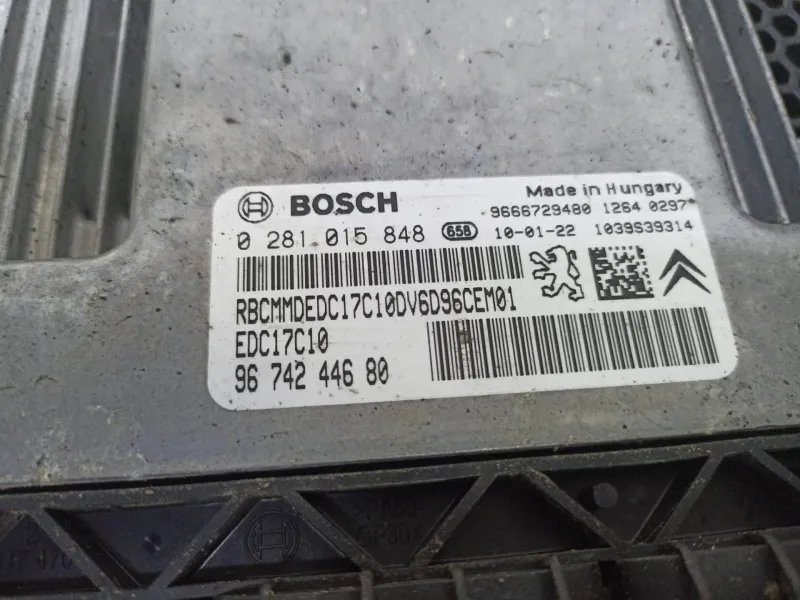 BOSCH
Made in Hungary
9666729480 1264 0297
0 281 015 848 658 10-01-22 1039S39314
RBCMMDEDC17C10DV6D96CEM01
EDC17C10
96 742 446 80